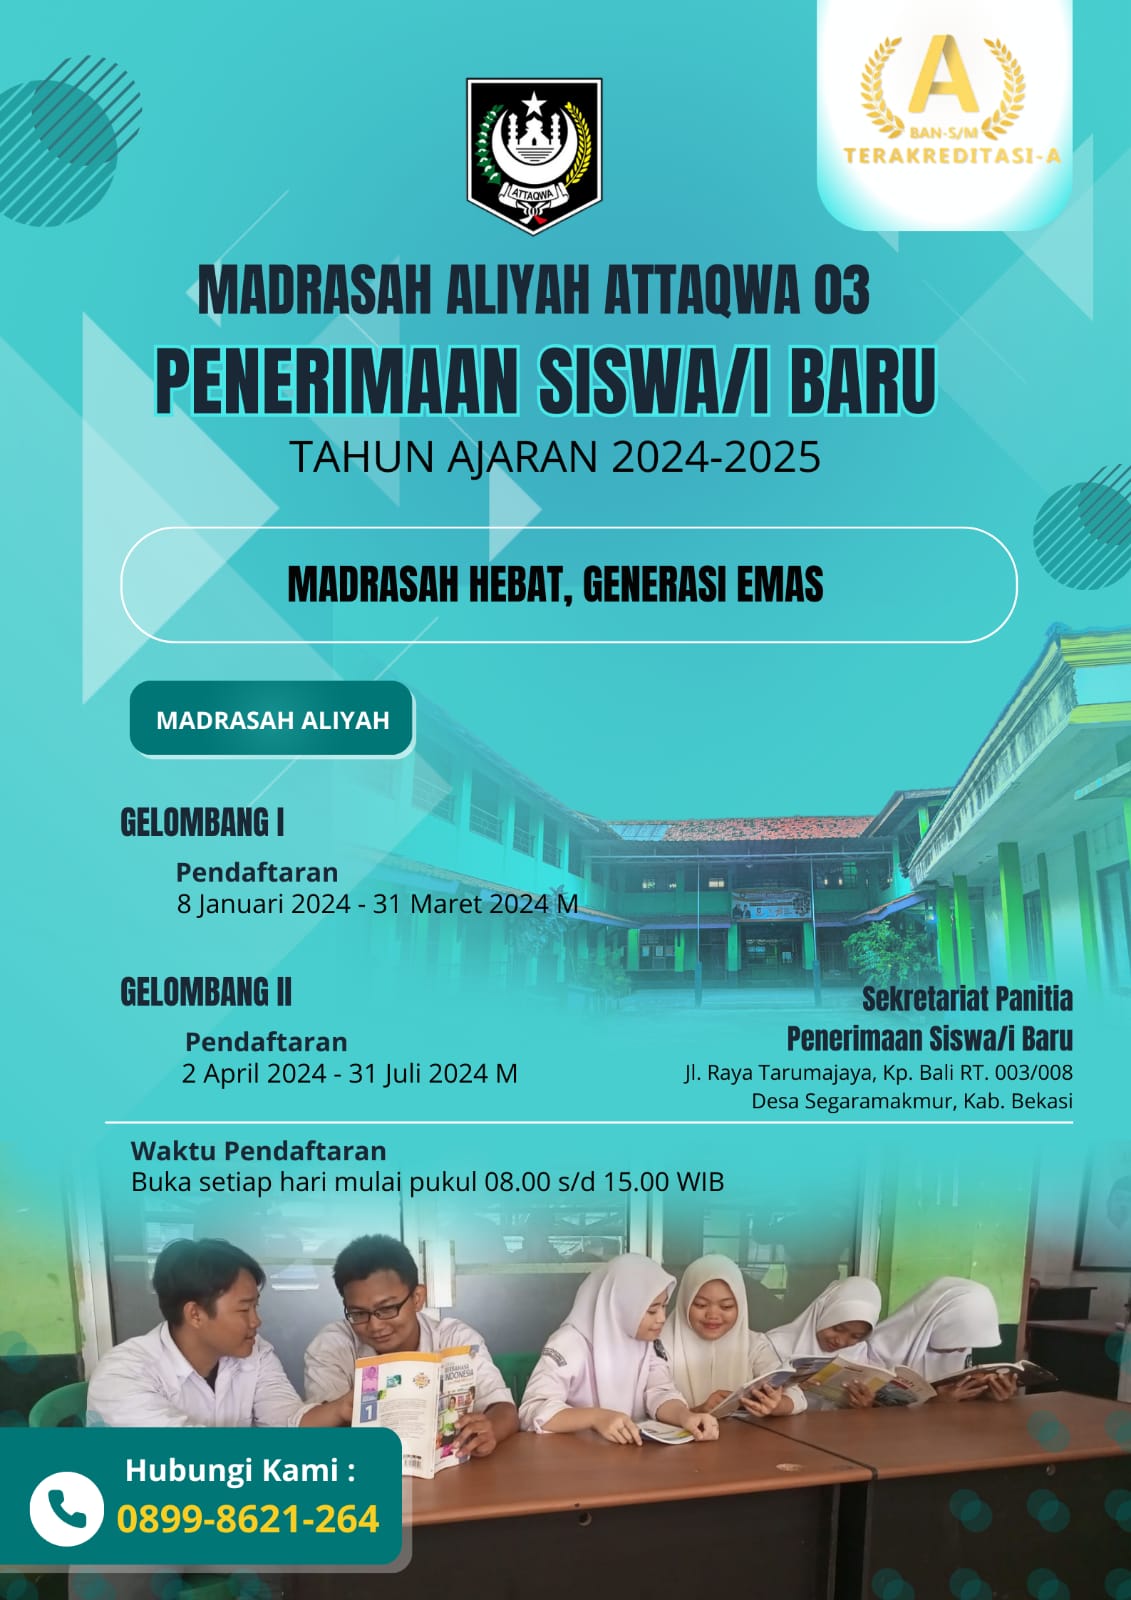 A
BAN-S/M
TERAKREDITASI-A
ATTAQWA
MADRASAH ALIYAH ATTAQWA 03
PENERIMAAN SISWA/I BARU
TAHUN AJARAN 2024-2025
MADRASAH HEBAT, GENERASI EMAS
MADRASAH ALIYAH
GELOMBANG I
Pendaftaran
8 Januari 2024 - 31 Maret 2024 M
GELOMBANG II
Pendaftaran
2 April 2024 - 31 Juli 2024 M
Sekretariat Panitia
Penerimaan Siswa/i Baru
Jl. Raya Tarumajaya, Kp. Bali RT. 003/008
Desa Segaramakmur, Kab. Bekasi
Waktu Pendaftaran
Buka setiap hari mulai pukul 08.00 s/d 15.00 WIB
BAHASA
INDONESIA
1
Hubungi Kami :
0899-8621-264